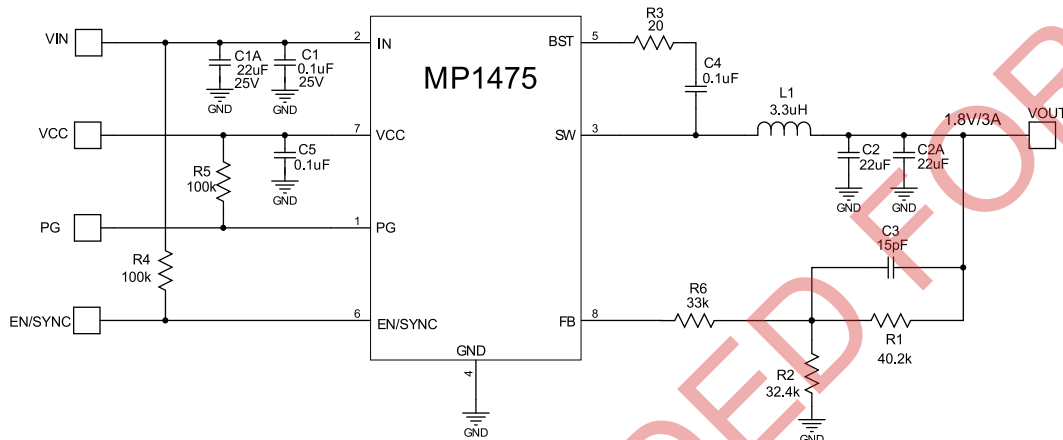 VIN
2
IN
C1A
22uF
25V
GND
C1
0.1uF
25V
GND
MP1475
BST
5
R3
20
C4
0.1uF
VCC
7
VCC
C5
0.1uF
GND
SW
3
L1
3.3uH
1.8V/3A
VOUT
C2
22uF
GND
C2A
22uF
GND
R5
100k
PG
1
PG
R4
100k
C3
15pF
EN/SYNC
6
EN/SYNC
FB
8
R6
33k
R1
40.2k
R2
32.4k
GND
GND
4
GND
ED FOR